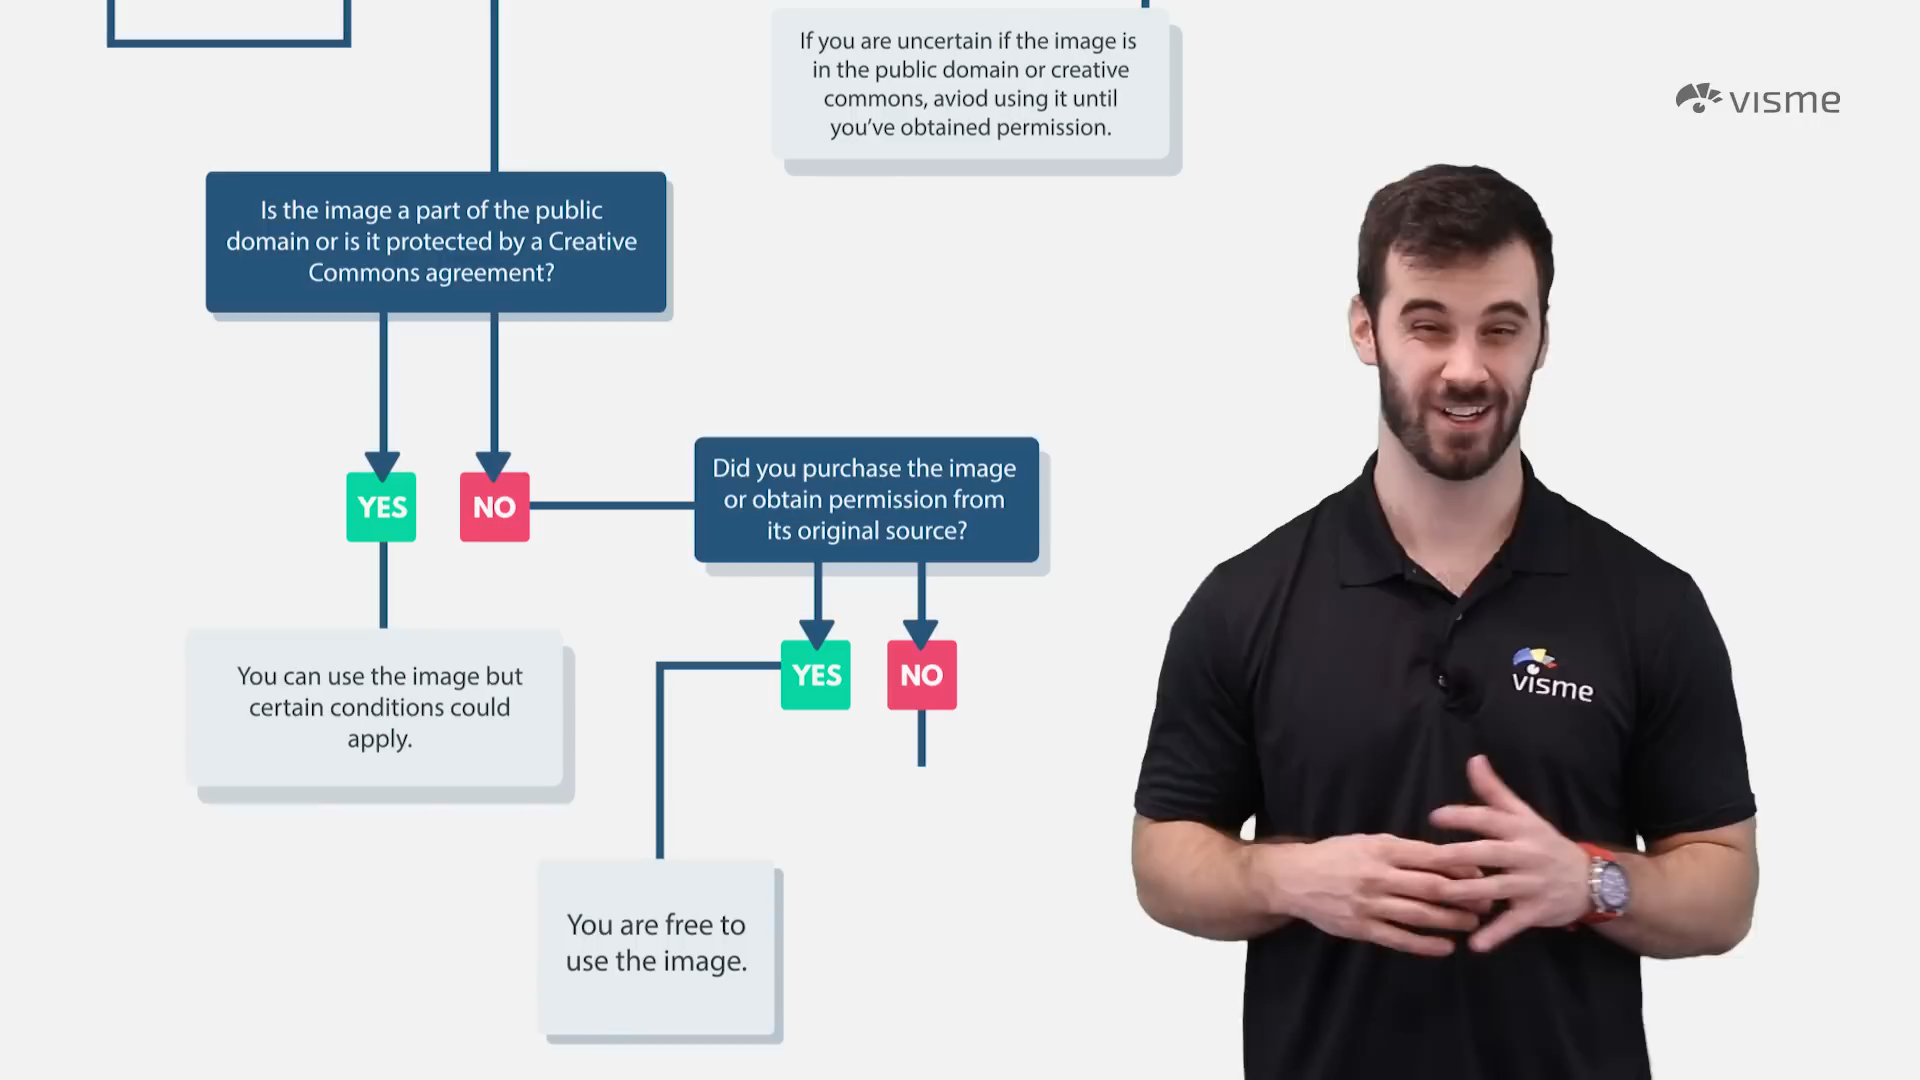 If you are uncertain if the image is
in the public domain or creative
commons, aviod using it until
you've obtained permission.
visme
Is the image a part of the public
domain or is it protected by a Creative
Commons agreement?
YES
NO
Did you purchase the image
or obtain permission from
its original source?
YES
NO
You can use the image but
certain conditions could
apply.
You are free to
use the image.
visme